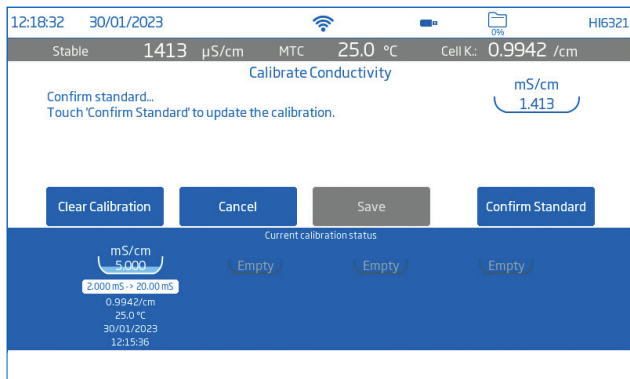 12:18:32 30/01/2023 0% HI6321
Stable 1413 µS/cm MTC 25.0 °C Cell K.: 0.9942 /cm
Calibrate Conductivity
Confirm standard...
Touch 'Confirm Standard' to update the calibration.
mS/cm
1.413
Clear Calibration Cancel Save Confirm Standard
Current calibration status
mS/cm
5.000 Empty Empty Empty
2.000 mS -> 20.00 mS
0.9942/cm
25.0 °C
30/01/2023
12:15:36